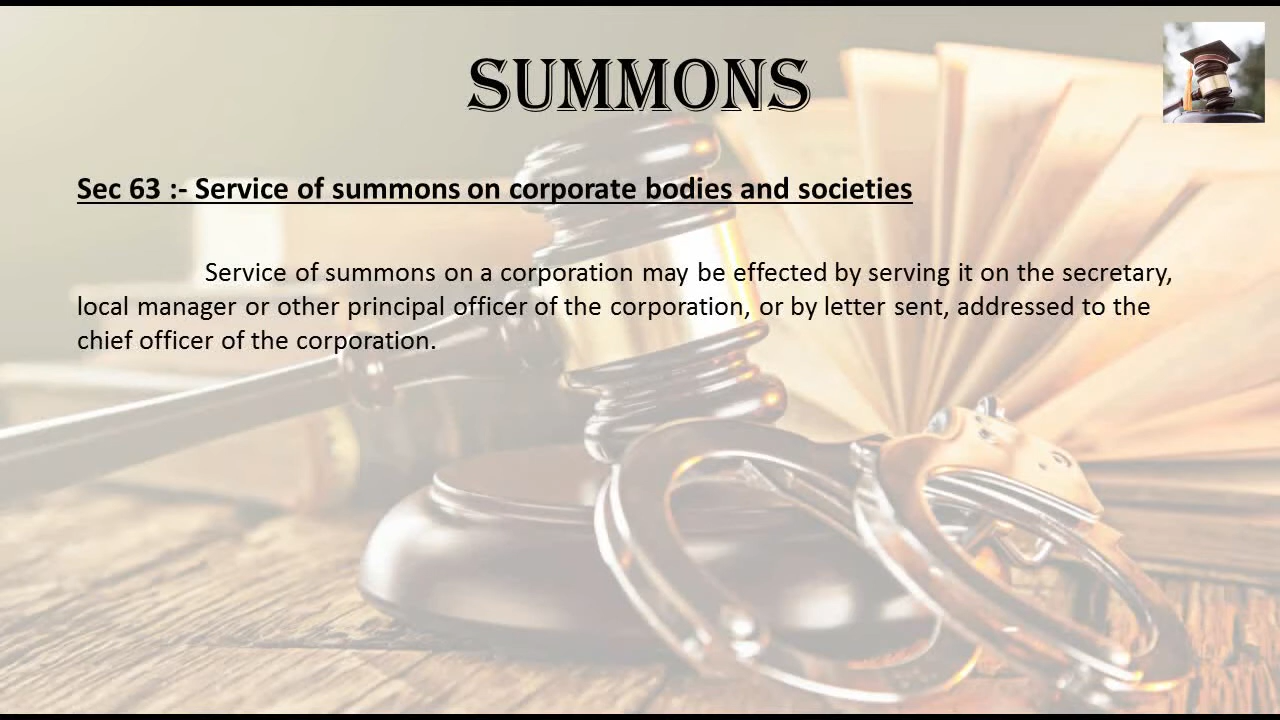 SUMMONS
Sec 63 :- Service of summons on corporate bodies and societies
Service of summons on a corporation may be effected by serving it on the secretary,
local manager or other principal officer of the corporation, or by letter sent, addressed to the
chief officer of the corporation.